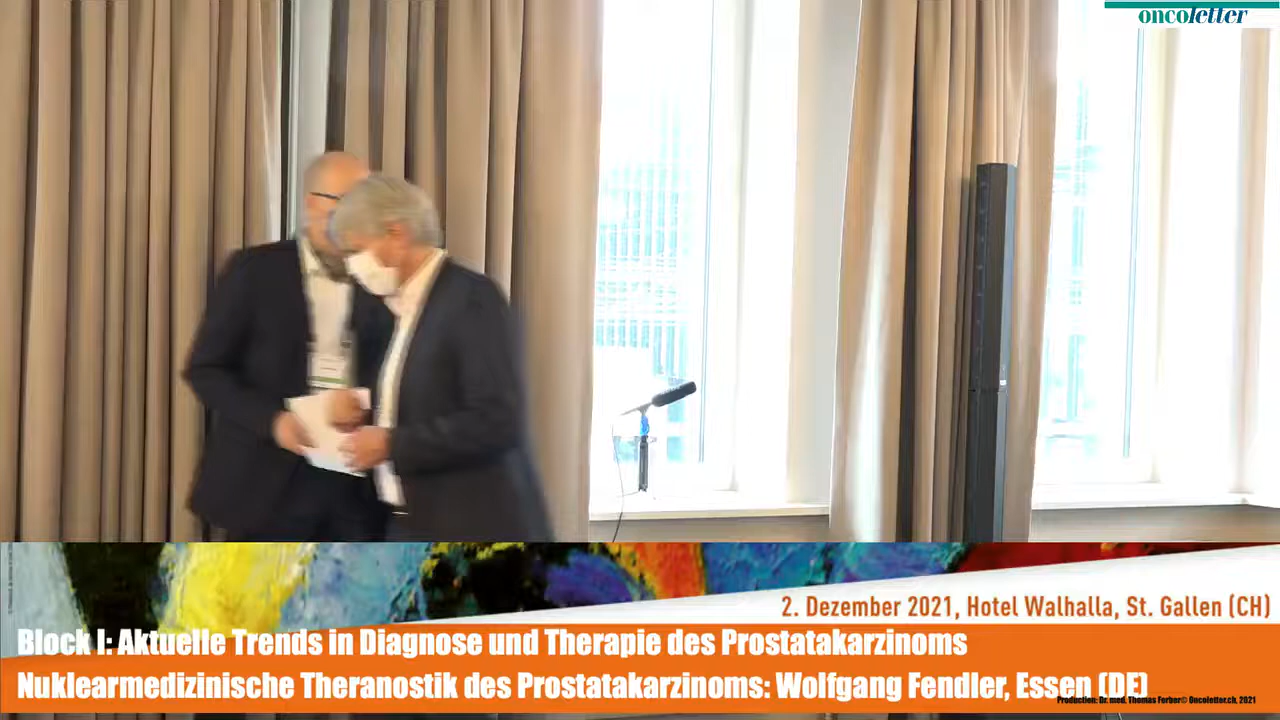 oncoletter
2. Dezember 2021, Hotel Walhalla, St. Gallen (CH)
Block I: Aktuelle Trends in Diagnose und Therapie des Prostatakarzinoms
Nuklearmedizinische Theranostik des Prostatakarzinoms: Wolfgang Fendler, Essen (DE)
Production: Dr. med. Thomas Ferber© Oncoletter.ch, 2021